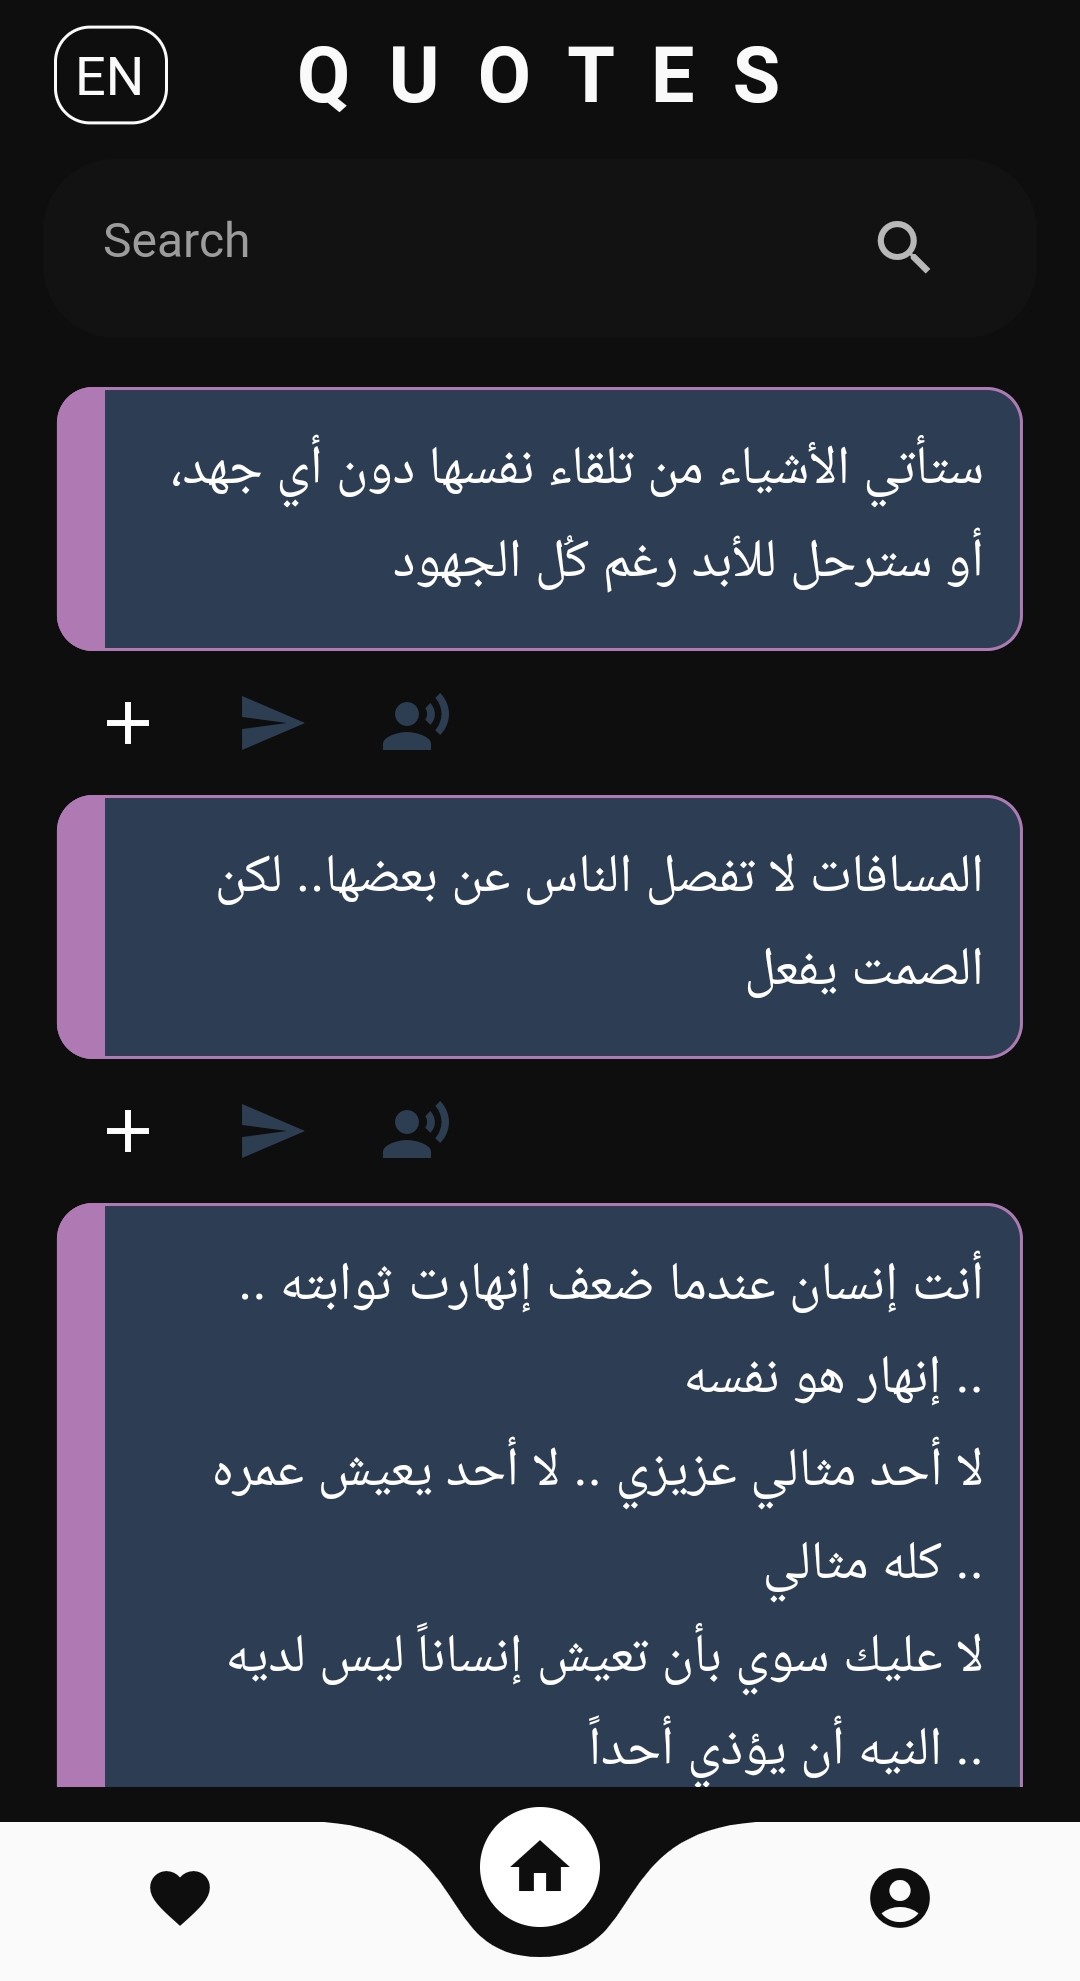 EN
QUOTES
Search
ستأتي الأشياء من تلقاء نفسها دون أي جهد،
أو سترحل للأبد رغم كُل الجهود
المسافات لا تفصل الناس عن بعضها.. لكن
الصمت يفعل
أنت إنسان عندما ضعف إنهارت ثوابته ..
.. إنهار هو نفسه
لا أحد مثالي عزيزي .. لا أحد يعيش عمره
.. كله مثالي
لا عليك سوي بأن تعيش إنساناً ليس لديه
.. النيه أن يؤذي أحداً